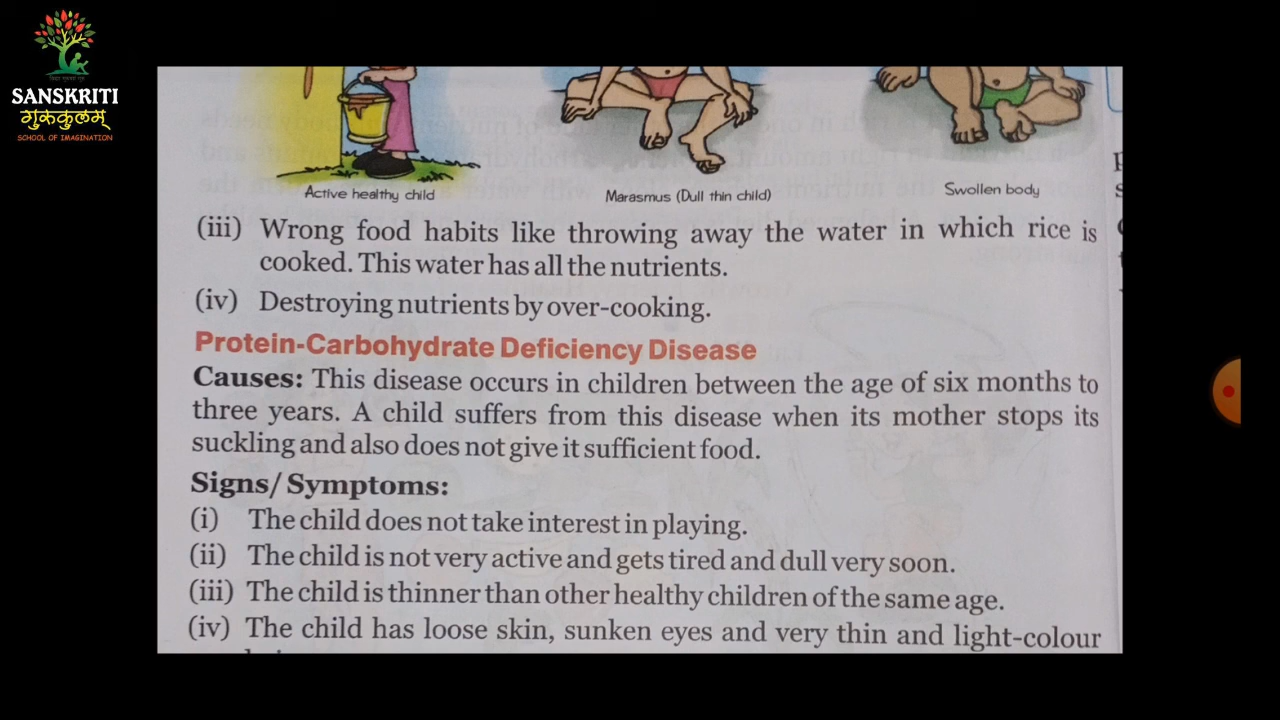 SANSKRITI
गुरुकुलम्
SCHOOL OF IMAGINATION
Active healthy child
Marasmus (Dull thin child)
Swollen body
(iii) Wrong food habits like throwing away the water in which rice is
cooked. This water has all the nutrients.
(iv) Destroying nutrients by over-cooking.
Protein-Carbohydrate Deficiency Disease
Causes: This disease occurs in children between the age of six months to
three years. A child suffers from this disease when its mother stops its
suckling and also does not give it sufficient food.
Signs/ Symptoms:
(i) The child does not take interest in playing.
(ii) The child is not very active and gets tired and dull very soon.
(iii) The child is thinner than other healthy children of the same age.
(iv) The child has loose skin, sunken eyes and very thin and light-colour